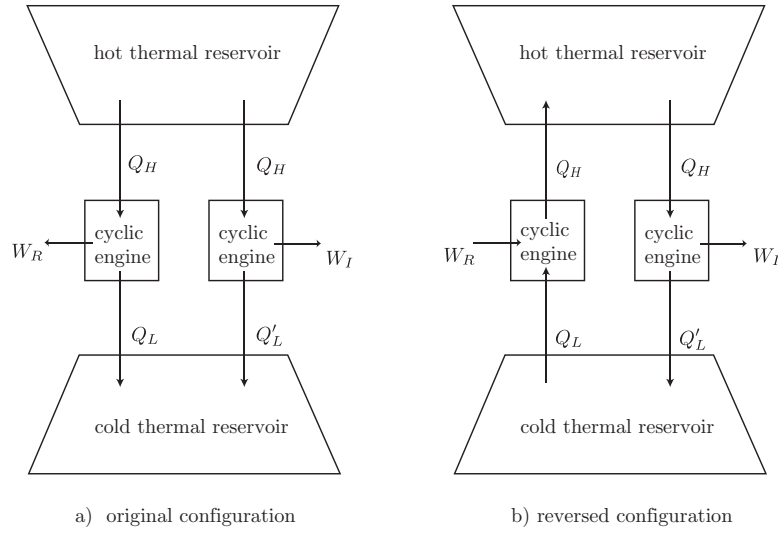 hot thermal reservoir
Q_H
Q_H
cyclic
engine
cyclic
engine
W_R
W_I
Q_L
Q'_L
cold thermal reservoir
a) original configuration
hot thermal reservoir
Q_H
Q_H
cyclic
engine
cyclic
engine
W_R
W_I
Q_L
Q'_L
cold thermal reservoir
b) reversed configuration